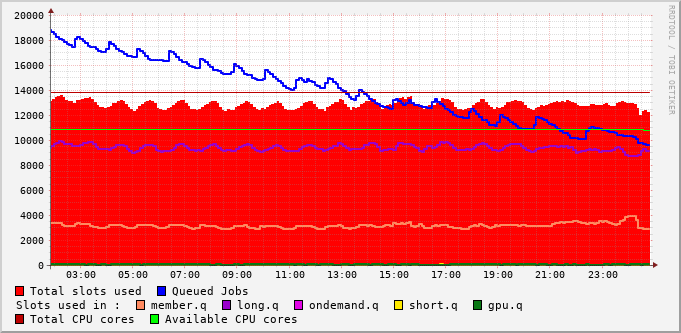 20000
18000
16000
14000
12000
10000
8000
6000
4000
2000
0
03:00 05:00 07:00 09:00 11:00 13:00 15:00 17:00 19:00 21:00 23:00
RRDTOOL / TOBI OETIKER
Total slots used Queued Jobs
Slots used in : member.q long.q ondemand.q short.q gpu.q
Total CPU cores Available CPU cores